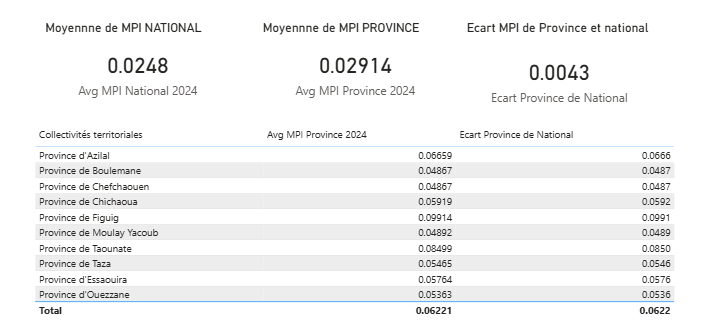 Moyennne de MPI NATIONAL
Moyennne de MPI PROVINCE
Ecart MPI de Province et national
0.0248
0.02914
0.0043
Avg MPI National 2024
Avg MPI Province 2024
Ecart Province de National
Collectivités territoriales Avg MPI Province 2024 Ecart Province de National
Province d'Azilal 0.06659 0.0666
Province de Boulemane 0.04867 0.0487
Province de Chefchaouen 0.04867 0.0487
Province de Chichaoua 0.05919 0.0592
Province de Figuig 0.09914 0.0991
Province de Moulay Yacoub 0.04892 0.0489
Province de Taounate 0.08499 0.0850
Province de Taza 0.05465 0.0546
Province d'Essaouira 0.05764 0.0576
Province d'Ouezzane 0.05363 0.0536
Total 0.06221 0.0622